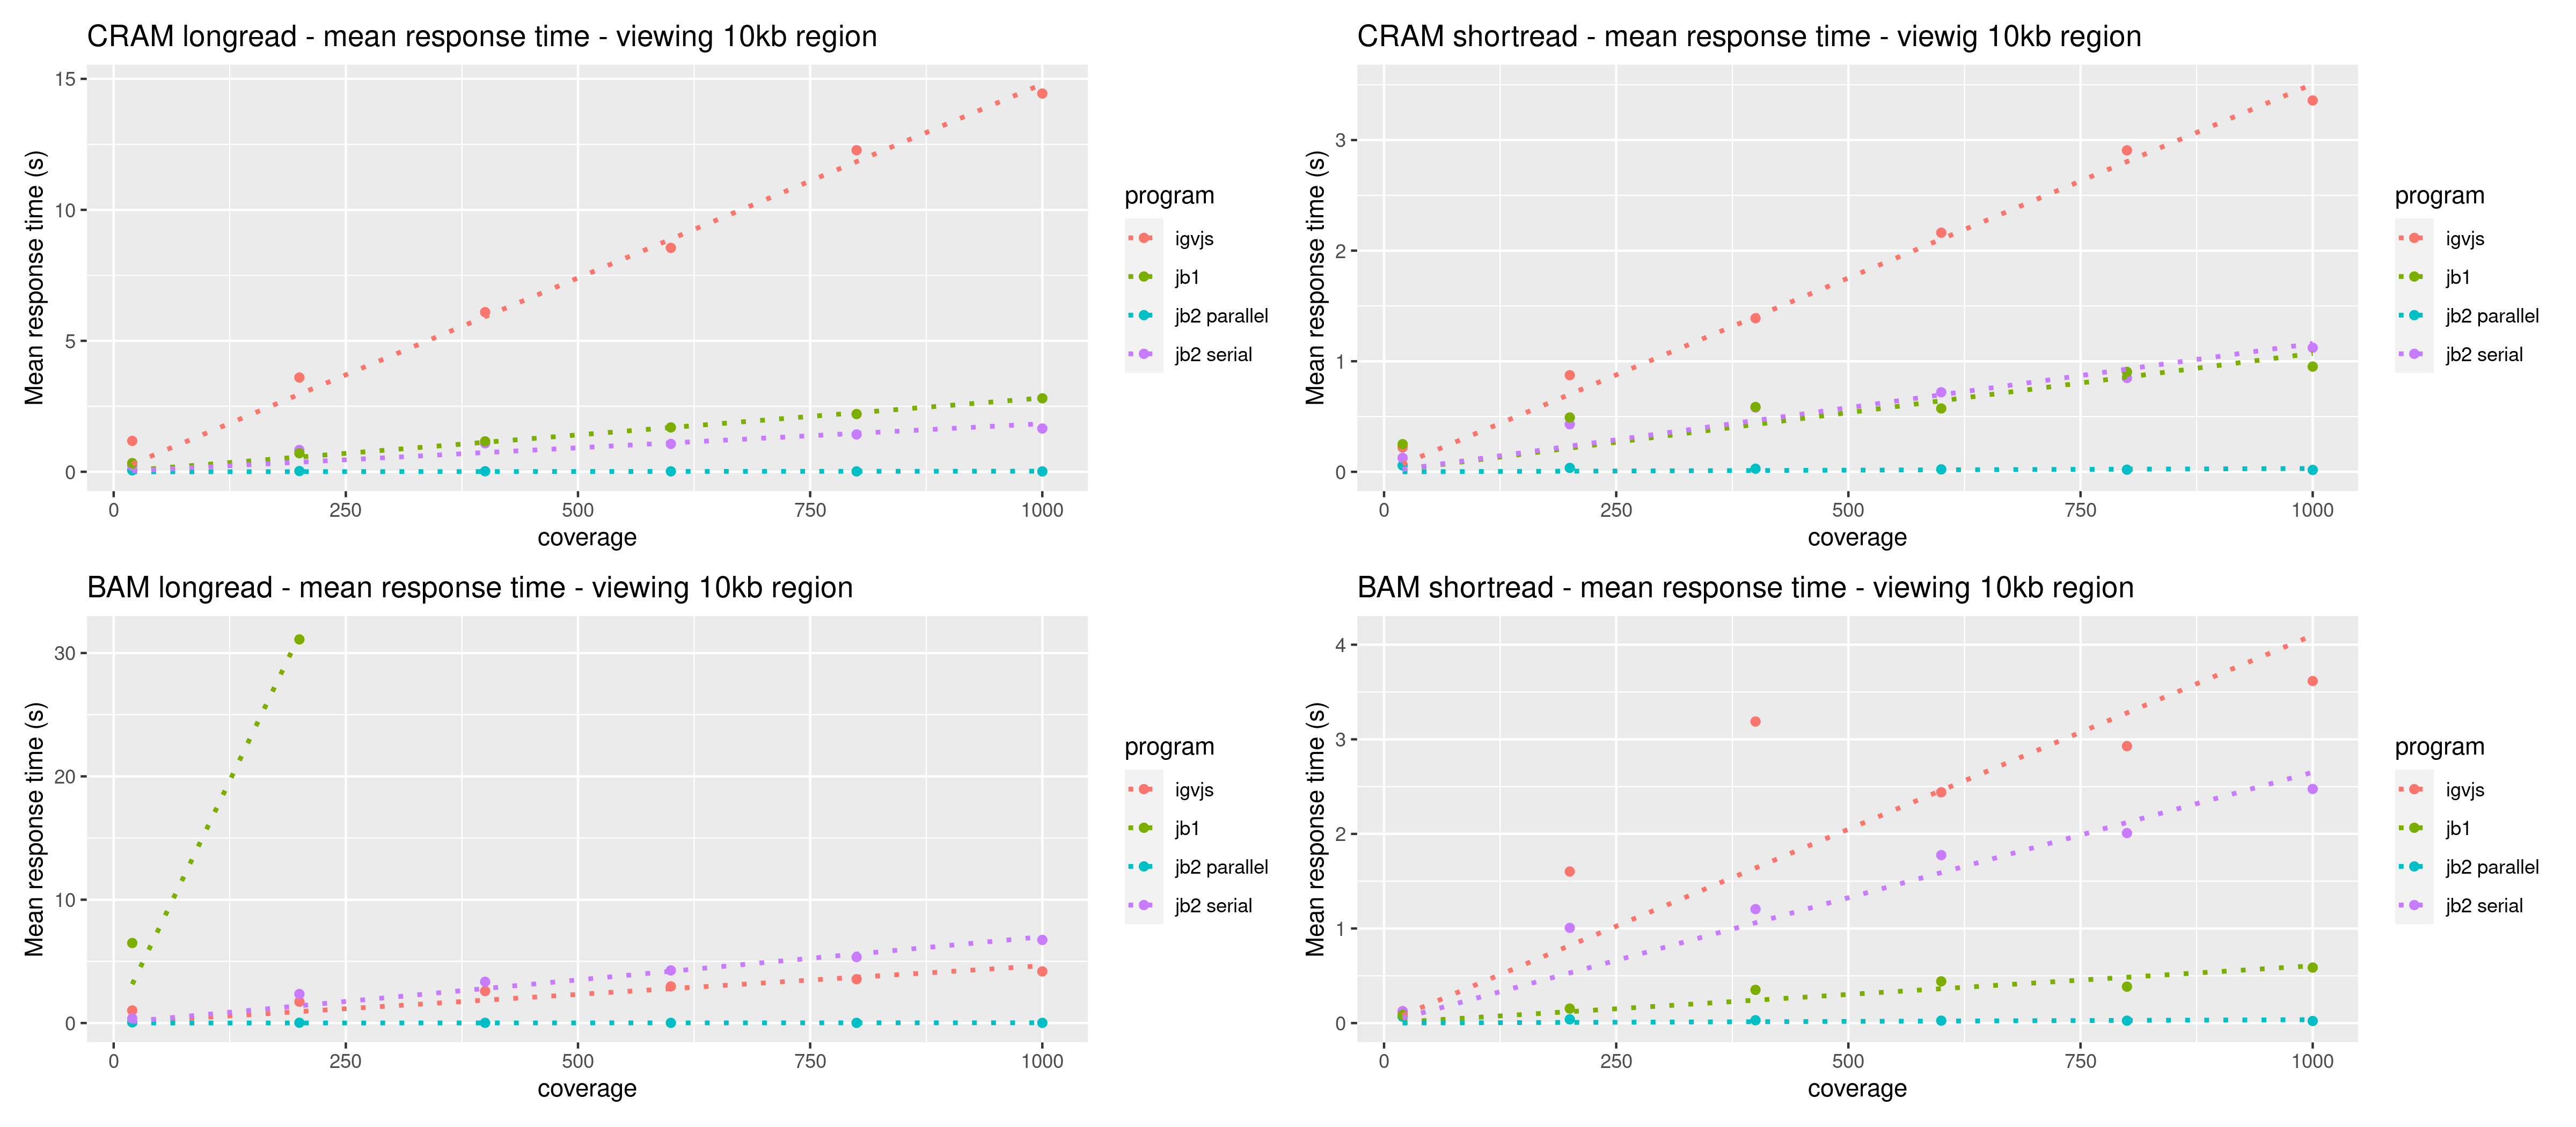 CRAM longread - mean response time - viewing 10kb region
Mean response time (s)
15
10
5
0
0 250 500 750 1000
coverage
program
igvjs
jb1
jb2 parallel
jb2 serial
CRAM shortread - mean response time - viewig 10kb region
Mean response time (s)
3
2
1
0
0 250 500 750 1000
coverage
program
igvjs
jb1
jb2 parallel
jb2 serial
BAM longread - mean response time - viewing 10kb region
Mean response time (s)
30
20
10
0
0 250 500 750 1000
coverage
program
igvjs
jb1
jb2 parallel
jb2 serial
BAM shortread - mean response time - viewing 10kb region
Mean response time (s)
4
3
2
1
0
0 250 500 750 1000
coverage
program
igvjs
jb1
jb2 parallel
jb2 serial